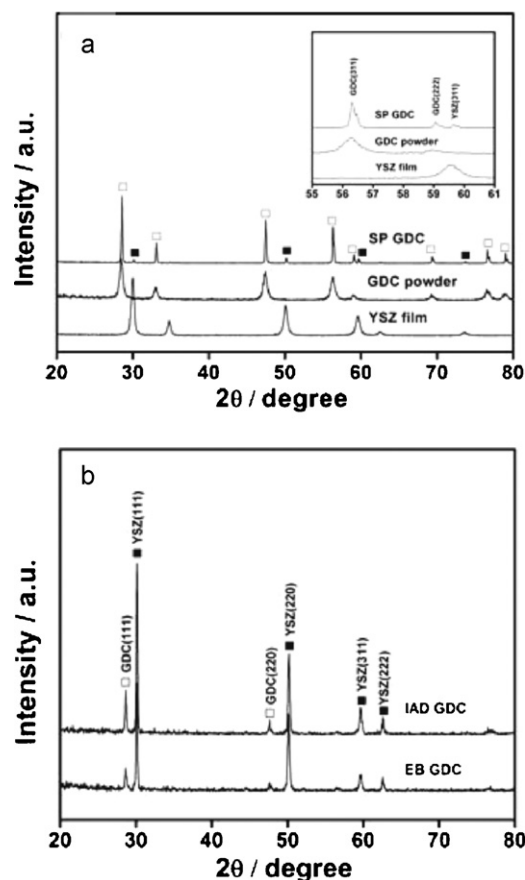 a
Intensity / a.u.
GDC(311)
GDC(222)
YSZ(311)
SP GDC
GDC powder
YSZ film
55 56 57 58 59 60 61
SP GDC
GDC powder
YSZ film
20 30 40 50 60 70 80
2θ / degree
b
Intensity / a.u.
GDC(111)
YSZ(111)
GDC(220)
YSZ(220)
YSZ(311)
YSZ(222)
IAD GDC
EB GDC
20 30 40 50 60 70 80
2θ / degree